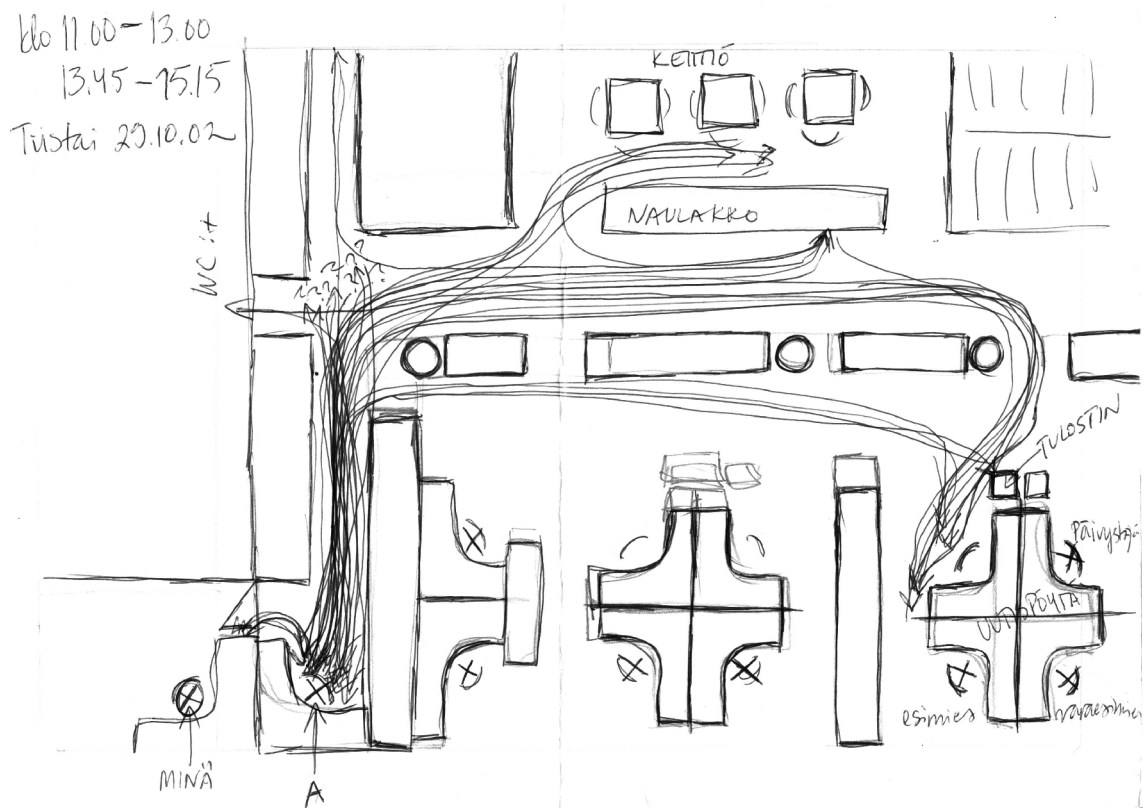 klo 11.00-13.00
13.45-15.15
Tiistai 29.10.02
KEITTIÖ
NAULAKKO
WC:t
TULOSTIN
Päivystäjä
UUTISPÖYTÄ
esimies
MINÄ
A